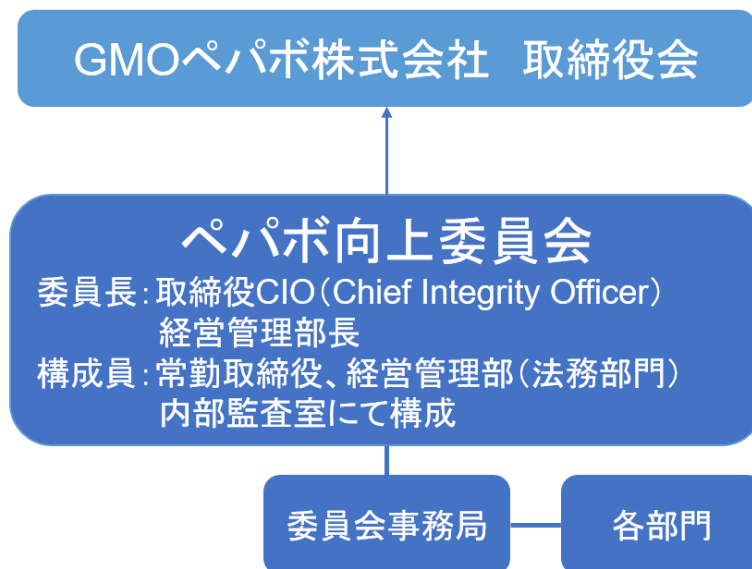 GMOペパボ株式会社　取締役会
ペパボ向上委員会
委員長：取締役CIO（Chief Integrity Officer）
経営管理部長
構成員：常勤取締役、経営管理部（法務部門）
内部監査室にて構成
委員会事務局
各部門